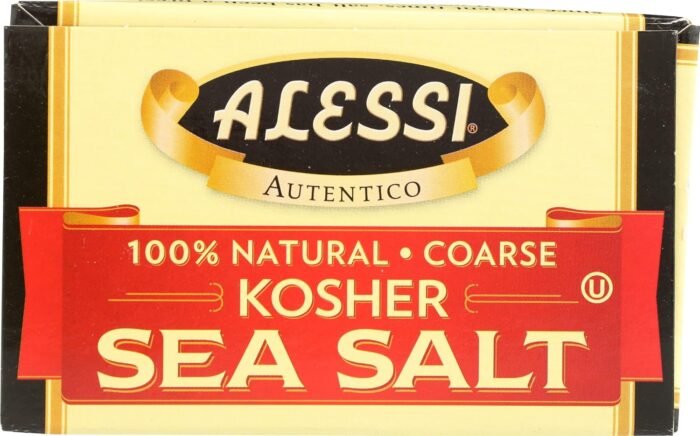 ALESSI®
AUTENTICO
100% NATURAL • COARSE
KOSHER
Ⓤ
SEA SALT